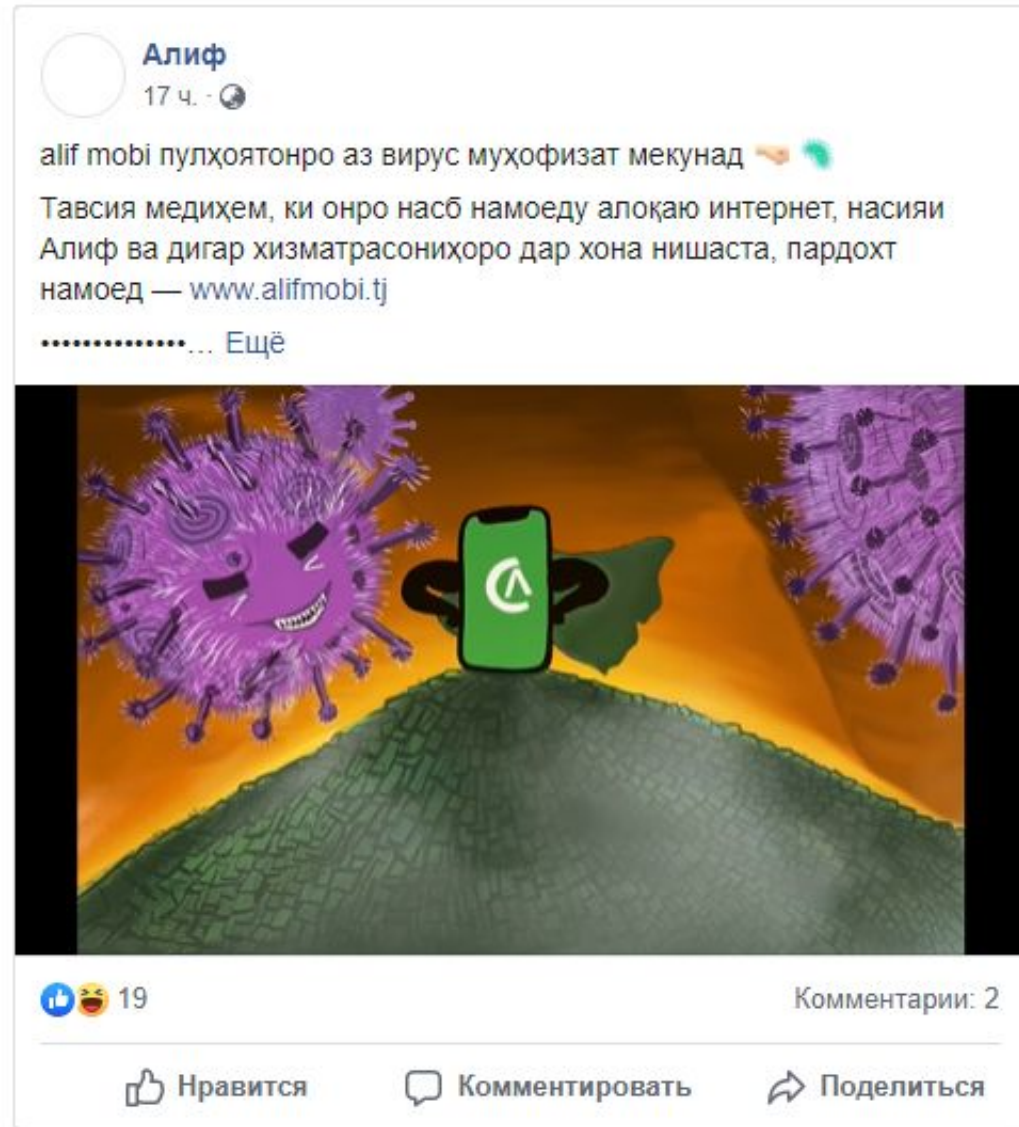 Алиф
17 ч. ·
alif mobi пулҳоятонро аз вирус муҳофизат мекунад
Тавсия медиҳем, ки онро насб намоеду алоқаю интернет, насияи
Алиф ва дигар хизматрасониҳоро дар хона нишаста, пардохт
намоед — www.alifmobi.tj
••••••••••••••... Ещё
19
Комментарии: 2
Нравится
Комментировать
Поделиться